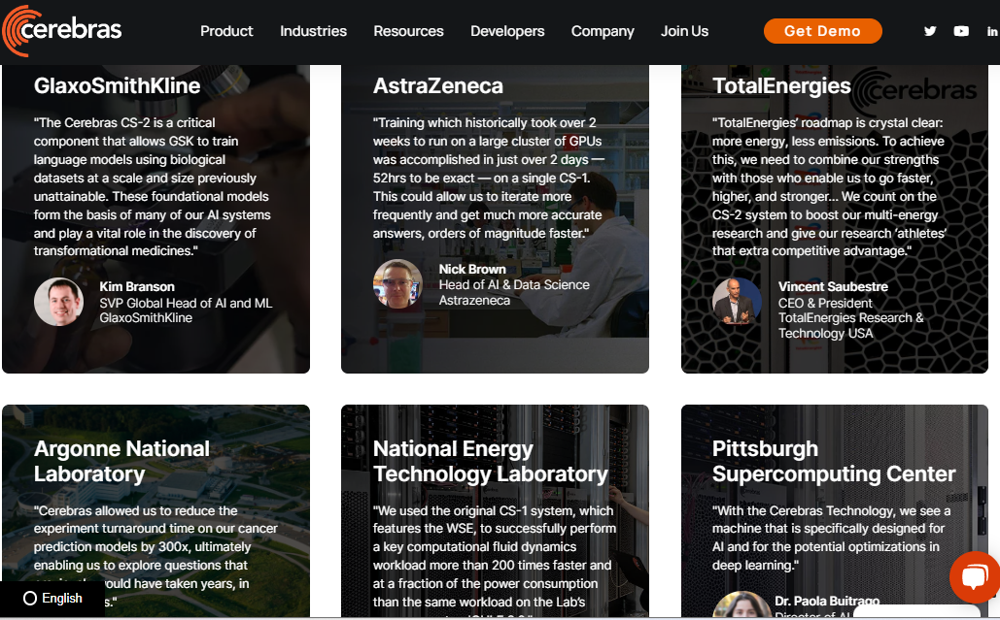 cerebras
Product Industries Resources Developers Company Join Us Get Demo
GlaxoSmithKline
"The Cerebras CS-2 is a critical
component that allows GSK to train
language models using biological
datasets at a scale and size previously
unattainable. These foundational models
form the basis of many of our AI systems
and play a vital role in the discovery of
transformational medicines."
Kim Branson
SVP Global Head of AI and ML
GlaxoSmithKline
AstraZeneca
"Training which historically took over 2
weeks to run on a large cluster of GPUs
was accomplished in just over 2 days —
52hrs to be exact — on a single CS-1.
This could allow us to iterate more
frequently and get much more accurate
answers, orders of magnitude faster."
Nick Brown
Head of AI & Data Science
Astrazeneca
TotalEnergies
cerebras
"TotalEnergies’ roadmap is crystal clear:
more energy, less emissions. To achieve
this, we need to combine our strengths
with those who enable us to go faster,
higher, and stronger... We count on the
CS-2 system to boost our multi-energy
research and give our research ‘athletes’
that extra competitive advantage."
Vincent Saubestre
CEO & President
TotalEnergies Research &
Technology USA
Argonne National
Laboratory
"Cerebras allowed us to reduce the
experiment turnaround time on our cancer
prediction models by 300x, ultimately
enabling us to explore questions that
would have taken years, in
English
National Energy
Technology Laboratory
"We used the original CS-1 system, which
features the WSE, to successfully perform
a key computational fluid dynamics
workload more than 200 times faster and
at a fraction of the power consumption
than the same workload on the Lab’s
Pittsburgh
Supercomputing Center
"With the Cerebras Technology, we see a
machine that is specifically designed for
AI and for the potential optimizations in
deep learning."
Dr. Paola Buitrago
Director of AI